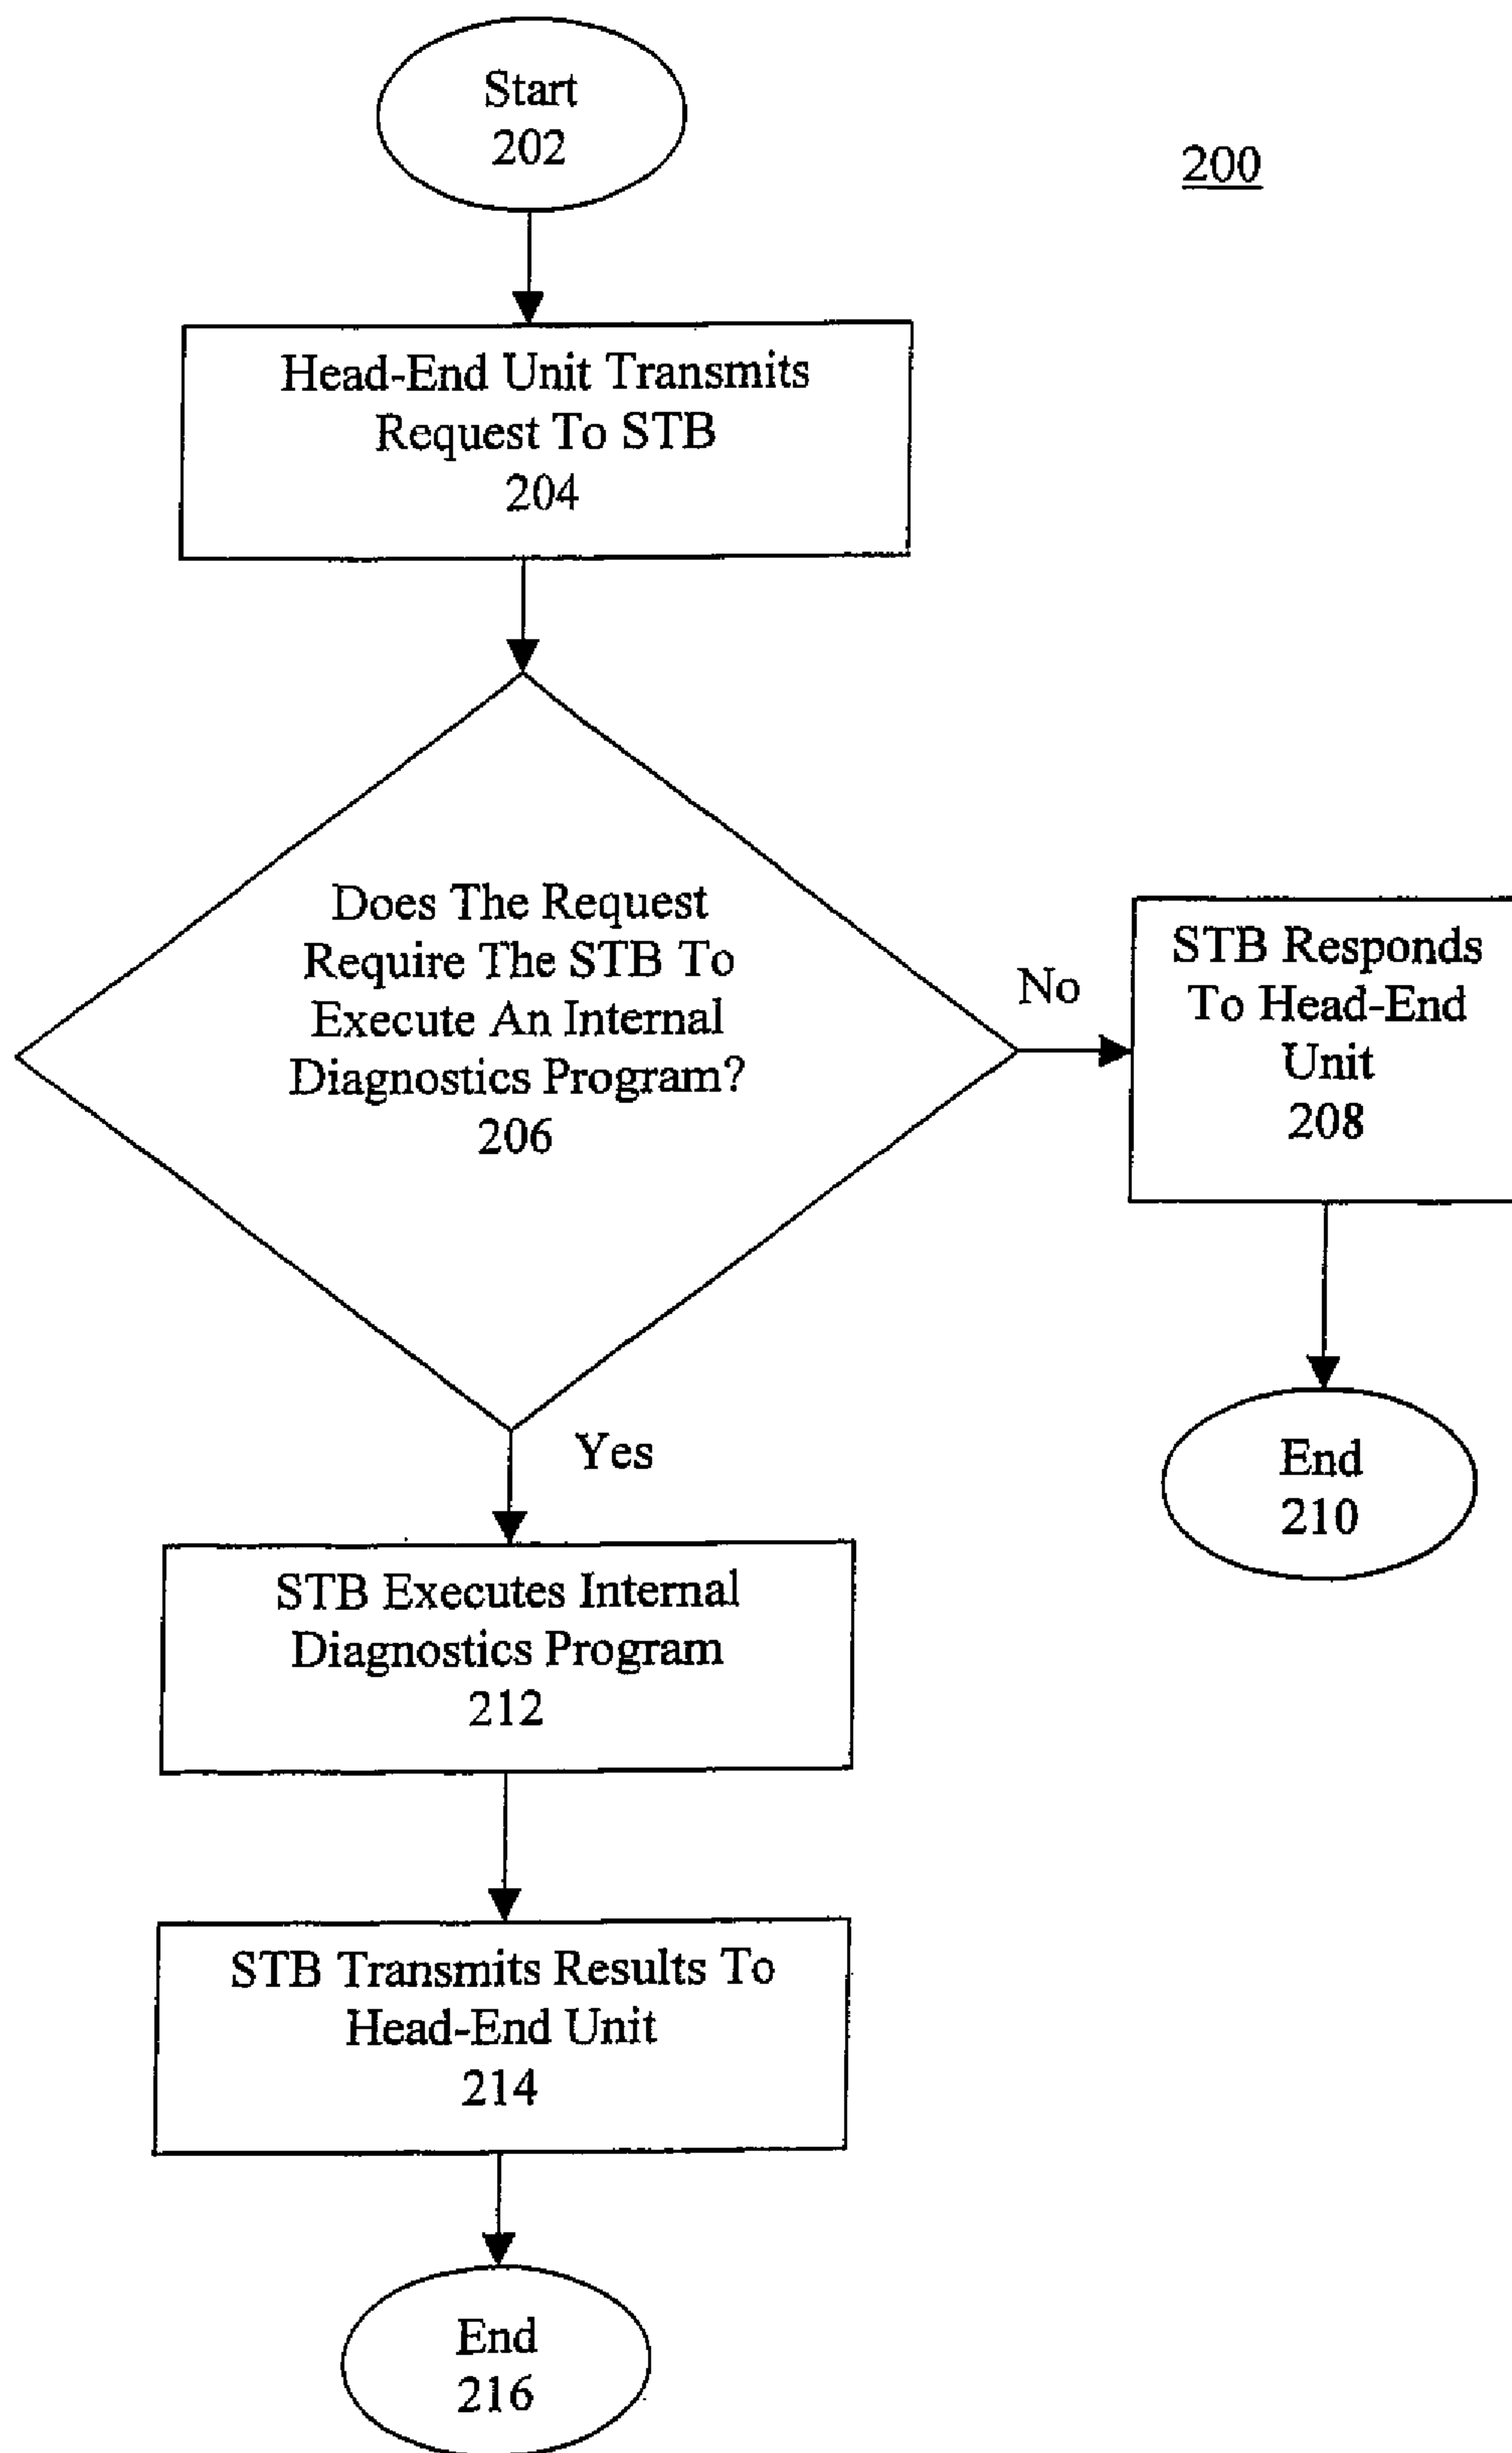 Start
202
200
Head-End Unit Transmits
Request To STB
204
Does The Request
Require The STB To
Execute An Internal
Diagnostics Program?
206
No
STB Responds
To Head-End
Unit
208
End
210
Yes
STB Executes Internal
Diagnostics Program
212
STB Transmits Results To
Head-End Unit
214
End
216